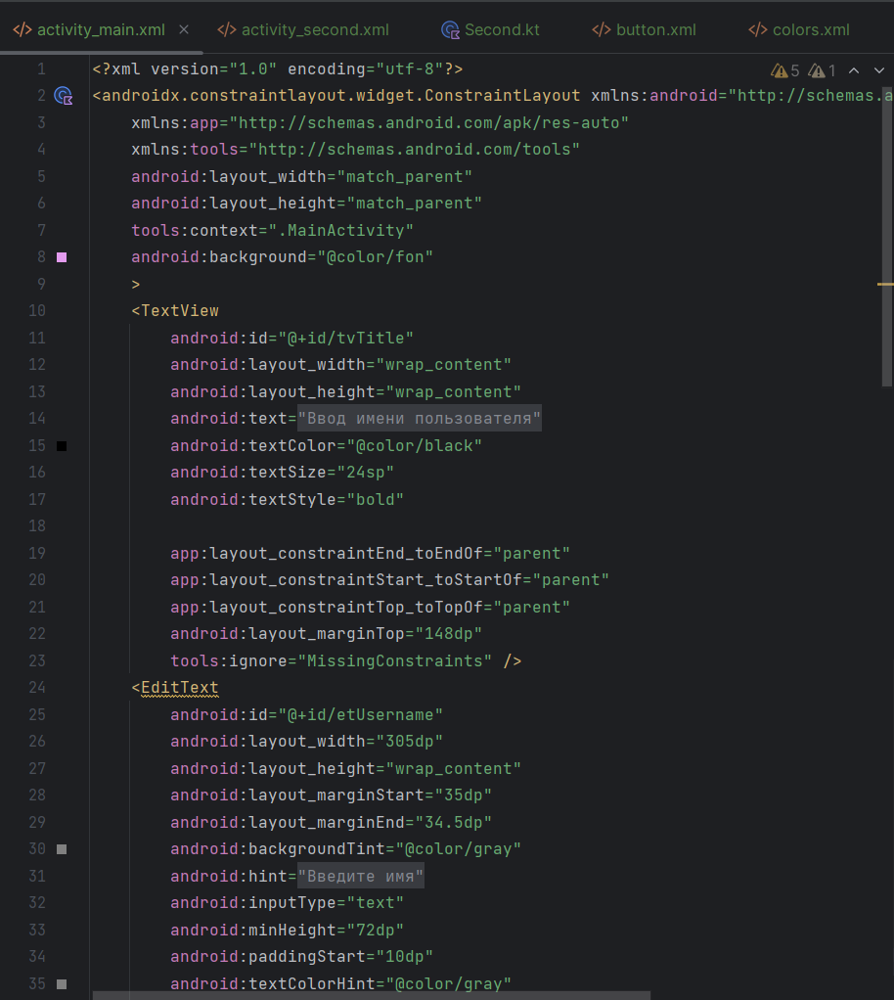 activity_main.xml activity_second.xml Second.kt button.xml colors.xml
1 <?xml version="1.0" encoding="utf-8"?> 5 1
2 <androidx.constraintlayout.widget.ConstraintLayout xmlns:android="http://schemas.a
3 xmlns:app="http://schemas.android.com/apk/res-auto"
4 xmlns:tools="http://schemas.android.com/tools"
5 android:layout_width="match_parent"
6 android:layout_height="match_parent"
7 tools:context=".MainActivity"
8 android:background="@color/fon"
9 >
10 <TextView
11 android:id="@+id/tvTitle"
12 android:layout_width="wrap_content"
13 android:layout_height="wrap_content"
14 android:text="Ввод имени пользователя"
15 android:textColor="@color/black"
16 android:textSize="24sp"
17 android:textStyle="bold"
18
19 app:layout_constraintEnd_toEndOf="parent"
20 app:layout_constraintStart_toStartOf="parent"
21 app:layout_constraintTop_toTopOf="parent"
22 android:layout_marginTop="148dp"
23 tools:ignore="MissingConstraints" />
24 <EditText
25 android:id="@+id/etUsername"
26 android:layout_width="305dp"
27 android:layout_height="wrap_content"
28 android:layout_marginStart="35dp"
29 android:layout_marginEnd="34.5dp"
30 android:backgroundTint="@color/gray"
31 android:hint="Введите имя"
32 android:inputType="text"
33 android:minHeight="72dp"
34 android:paddingStart="10dp"
35 android:textColorHint="@color/gray"